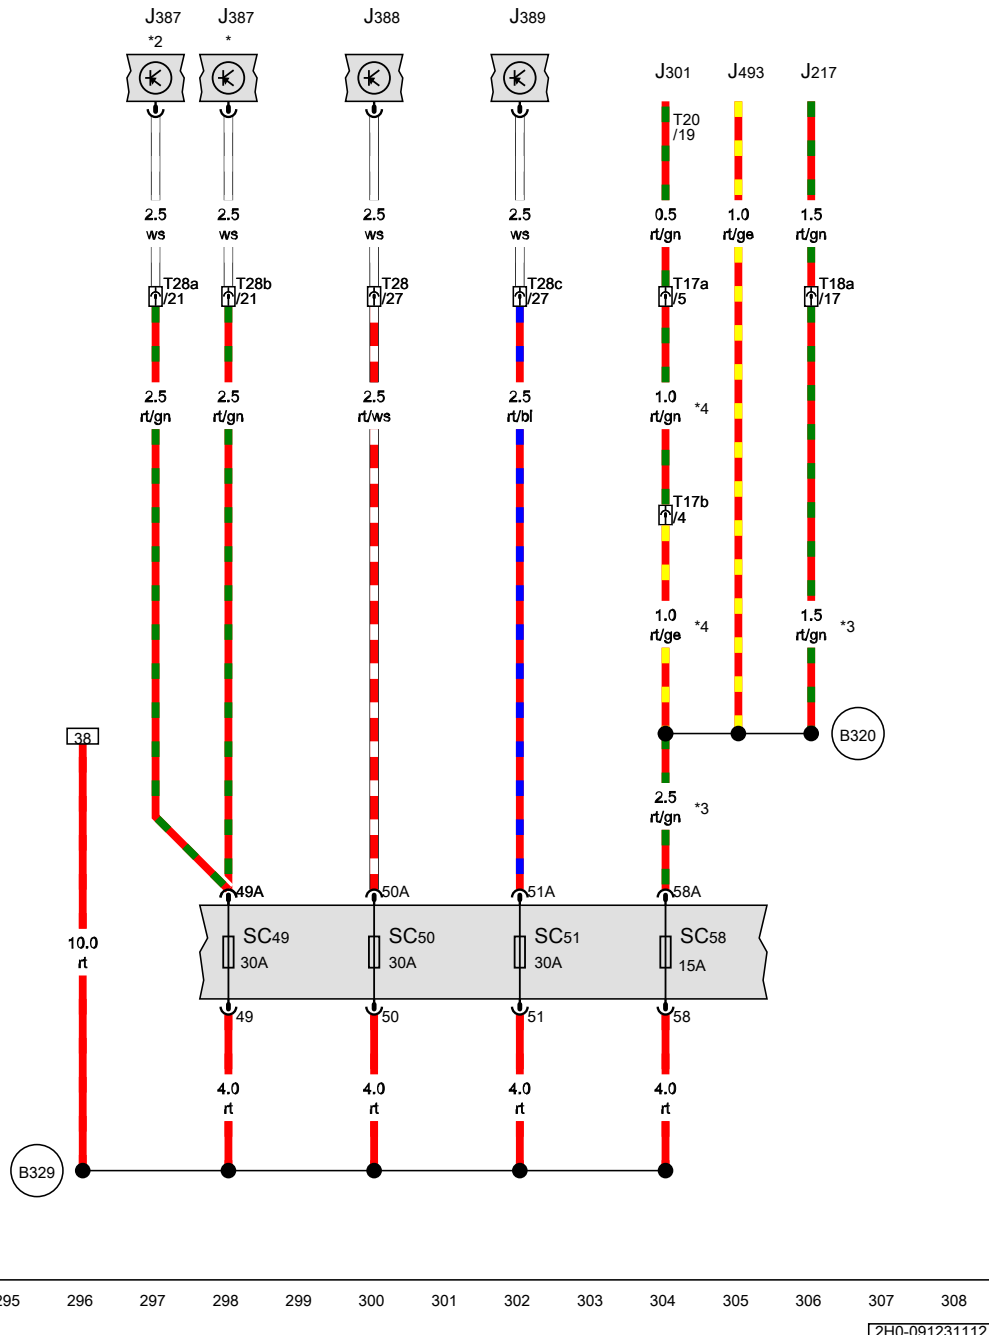 J387 J387 J388 J389
*2 *
J301 J493 J217
T20
/19
2.5 2.5 2.5 2.5 0.5 1.0 1.5
ws ws ws ws rt/gn rt/ge rt/gn
T28a T28b T28 T28c T17a T18a
/21 /21 /27 /27 /5 /17
2.5 2.5 2.5 2.5 1.0
rt/gn rt/gn rt/ws rt/bl rt/gn *4
T17b
/4
1.0 1.5
rt/ge *4 rt/gn *3
38 B320
2.5
rt/gn *3
49A 50A 51A 58A
10.0
rt
SC49 SC50 SC51 SC58
30A 30A 30A 15A
49 50 51 58
4.0 4.0 4.0 4.0
rt rt rt rt
B329
295 296 297 298 299 300 301 302 303 304 305 306 307 308
2H0-091231112